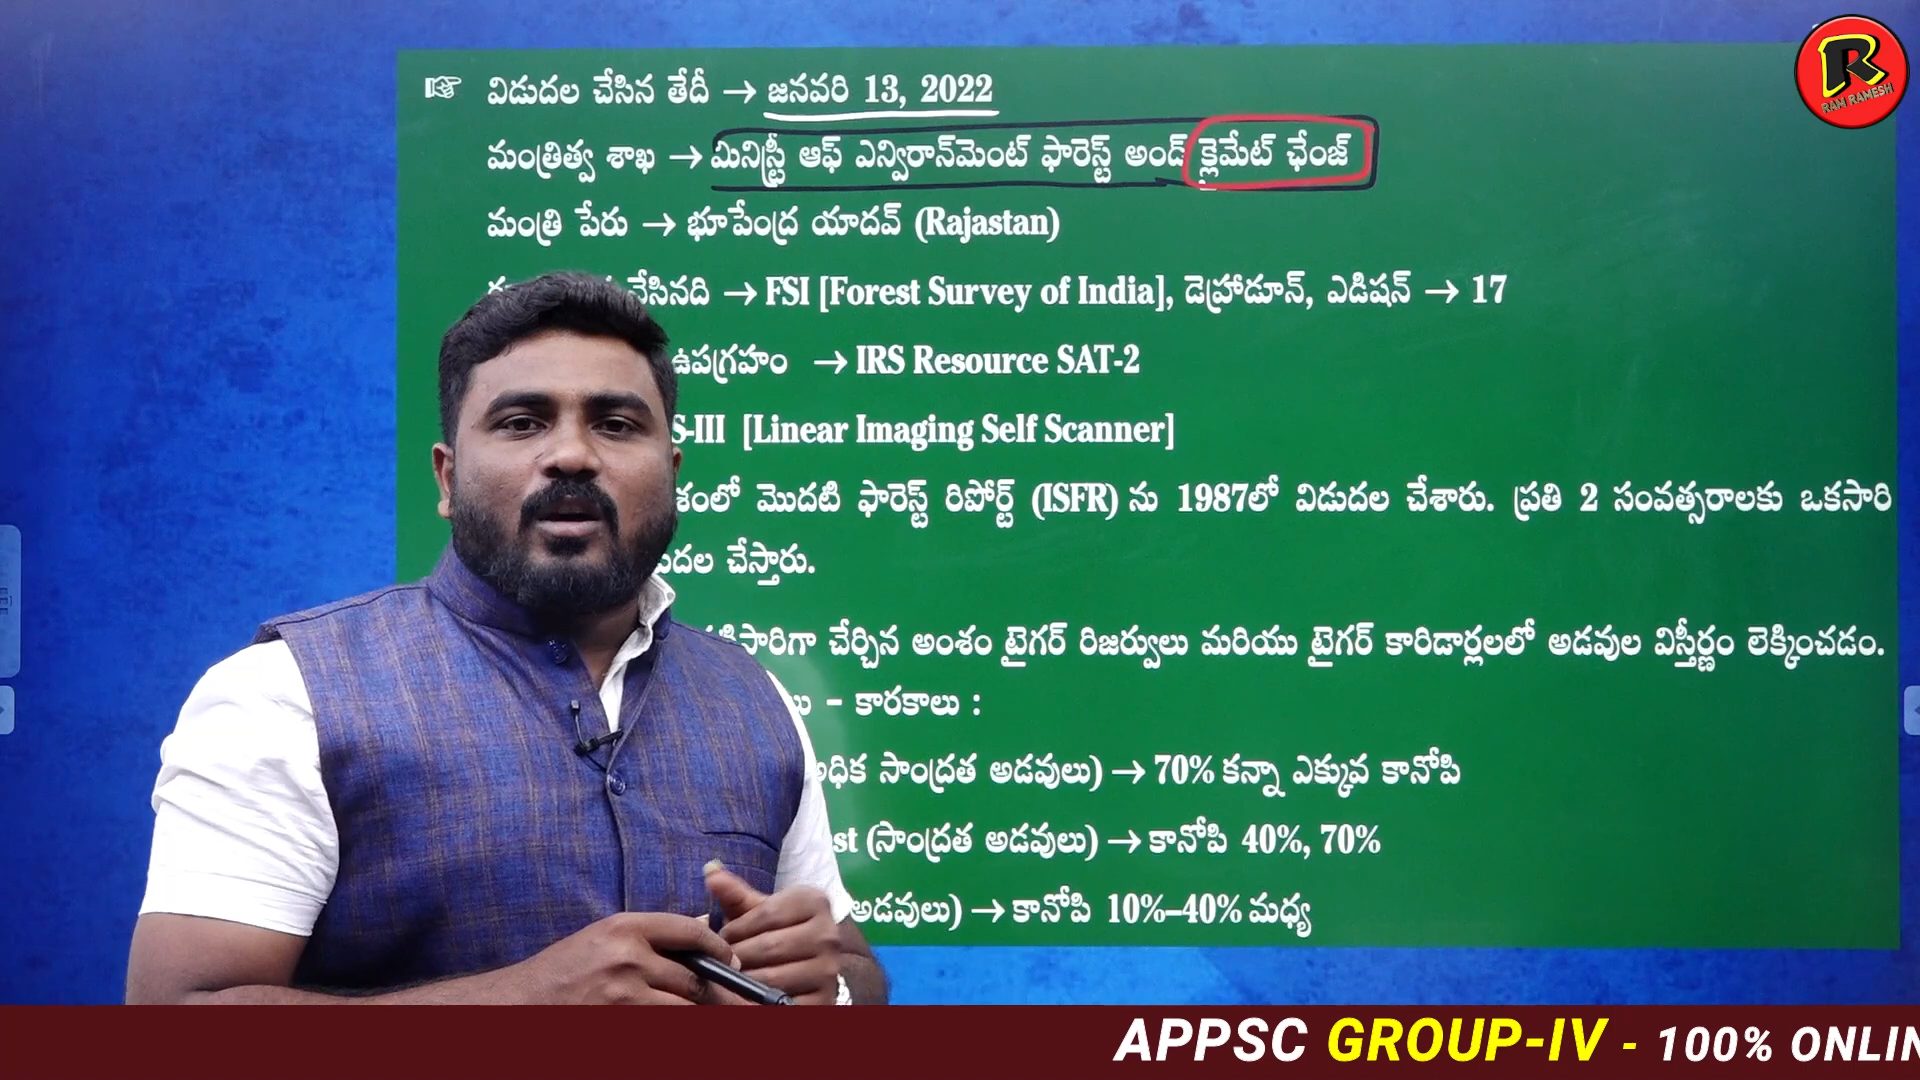 విడుదల చేసిన తేదీ → జనవరి 13, 2022
మంత్రిత్వ శాఖ → మినిస్ట్రీ ఆఫ్ ఎన్విరాన్‌మెంట్ ఫారెస్ట్ అండ్ క్లైమేట్ ఛేంజ్
మంత్రి పేరు → భూపేంద్ర యాదవ్ (Rajastan)
చేసినది → FSI [Forest Survey of India], డెహ్రాడూన్, ఎడిషన్ → 17
ఉపగ్రహం → IRS Resource SAT-2
S-III [Linear Imaging Self Scanner]
శంలో మొదటి ఫారెస్ట్ రిపోర్ట్ (ISFR) ను 1987లో విడుదల చేశారు. ప్రతి 2 సంవత్సరాలకు ఒకసారి
చేస్తారు.
చేర్చిన అంశం టైగర్ రిజర్వులు మరియు టైగర్ కారిడార్లలలో అడవుల విస్తీర్ణం లెక్కించడం.
– కారకాలు :
సాంద్రత అడవులు) → 70% కన్నా ఎక్కువ కానోపి
st (సాంద్రత అడవులు) → కానోపి 40%, 70%
అడవులు) → కానోపి 10%–40% మధ్య
R
RAM RAMESH
APPSC GROUP-IV - 100% ONLIN